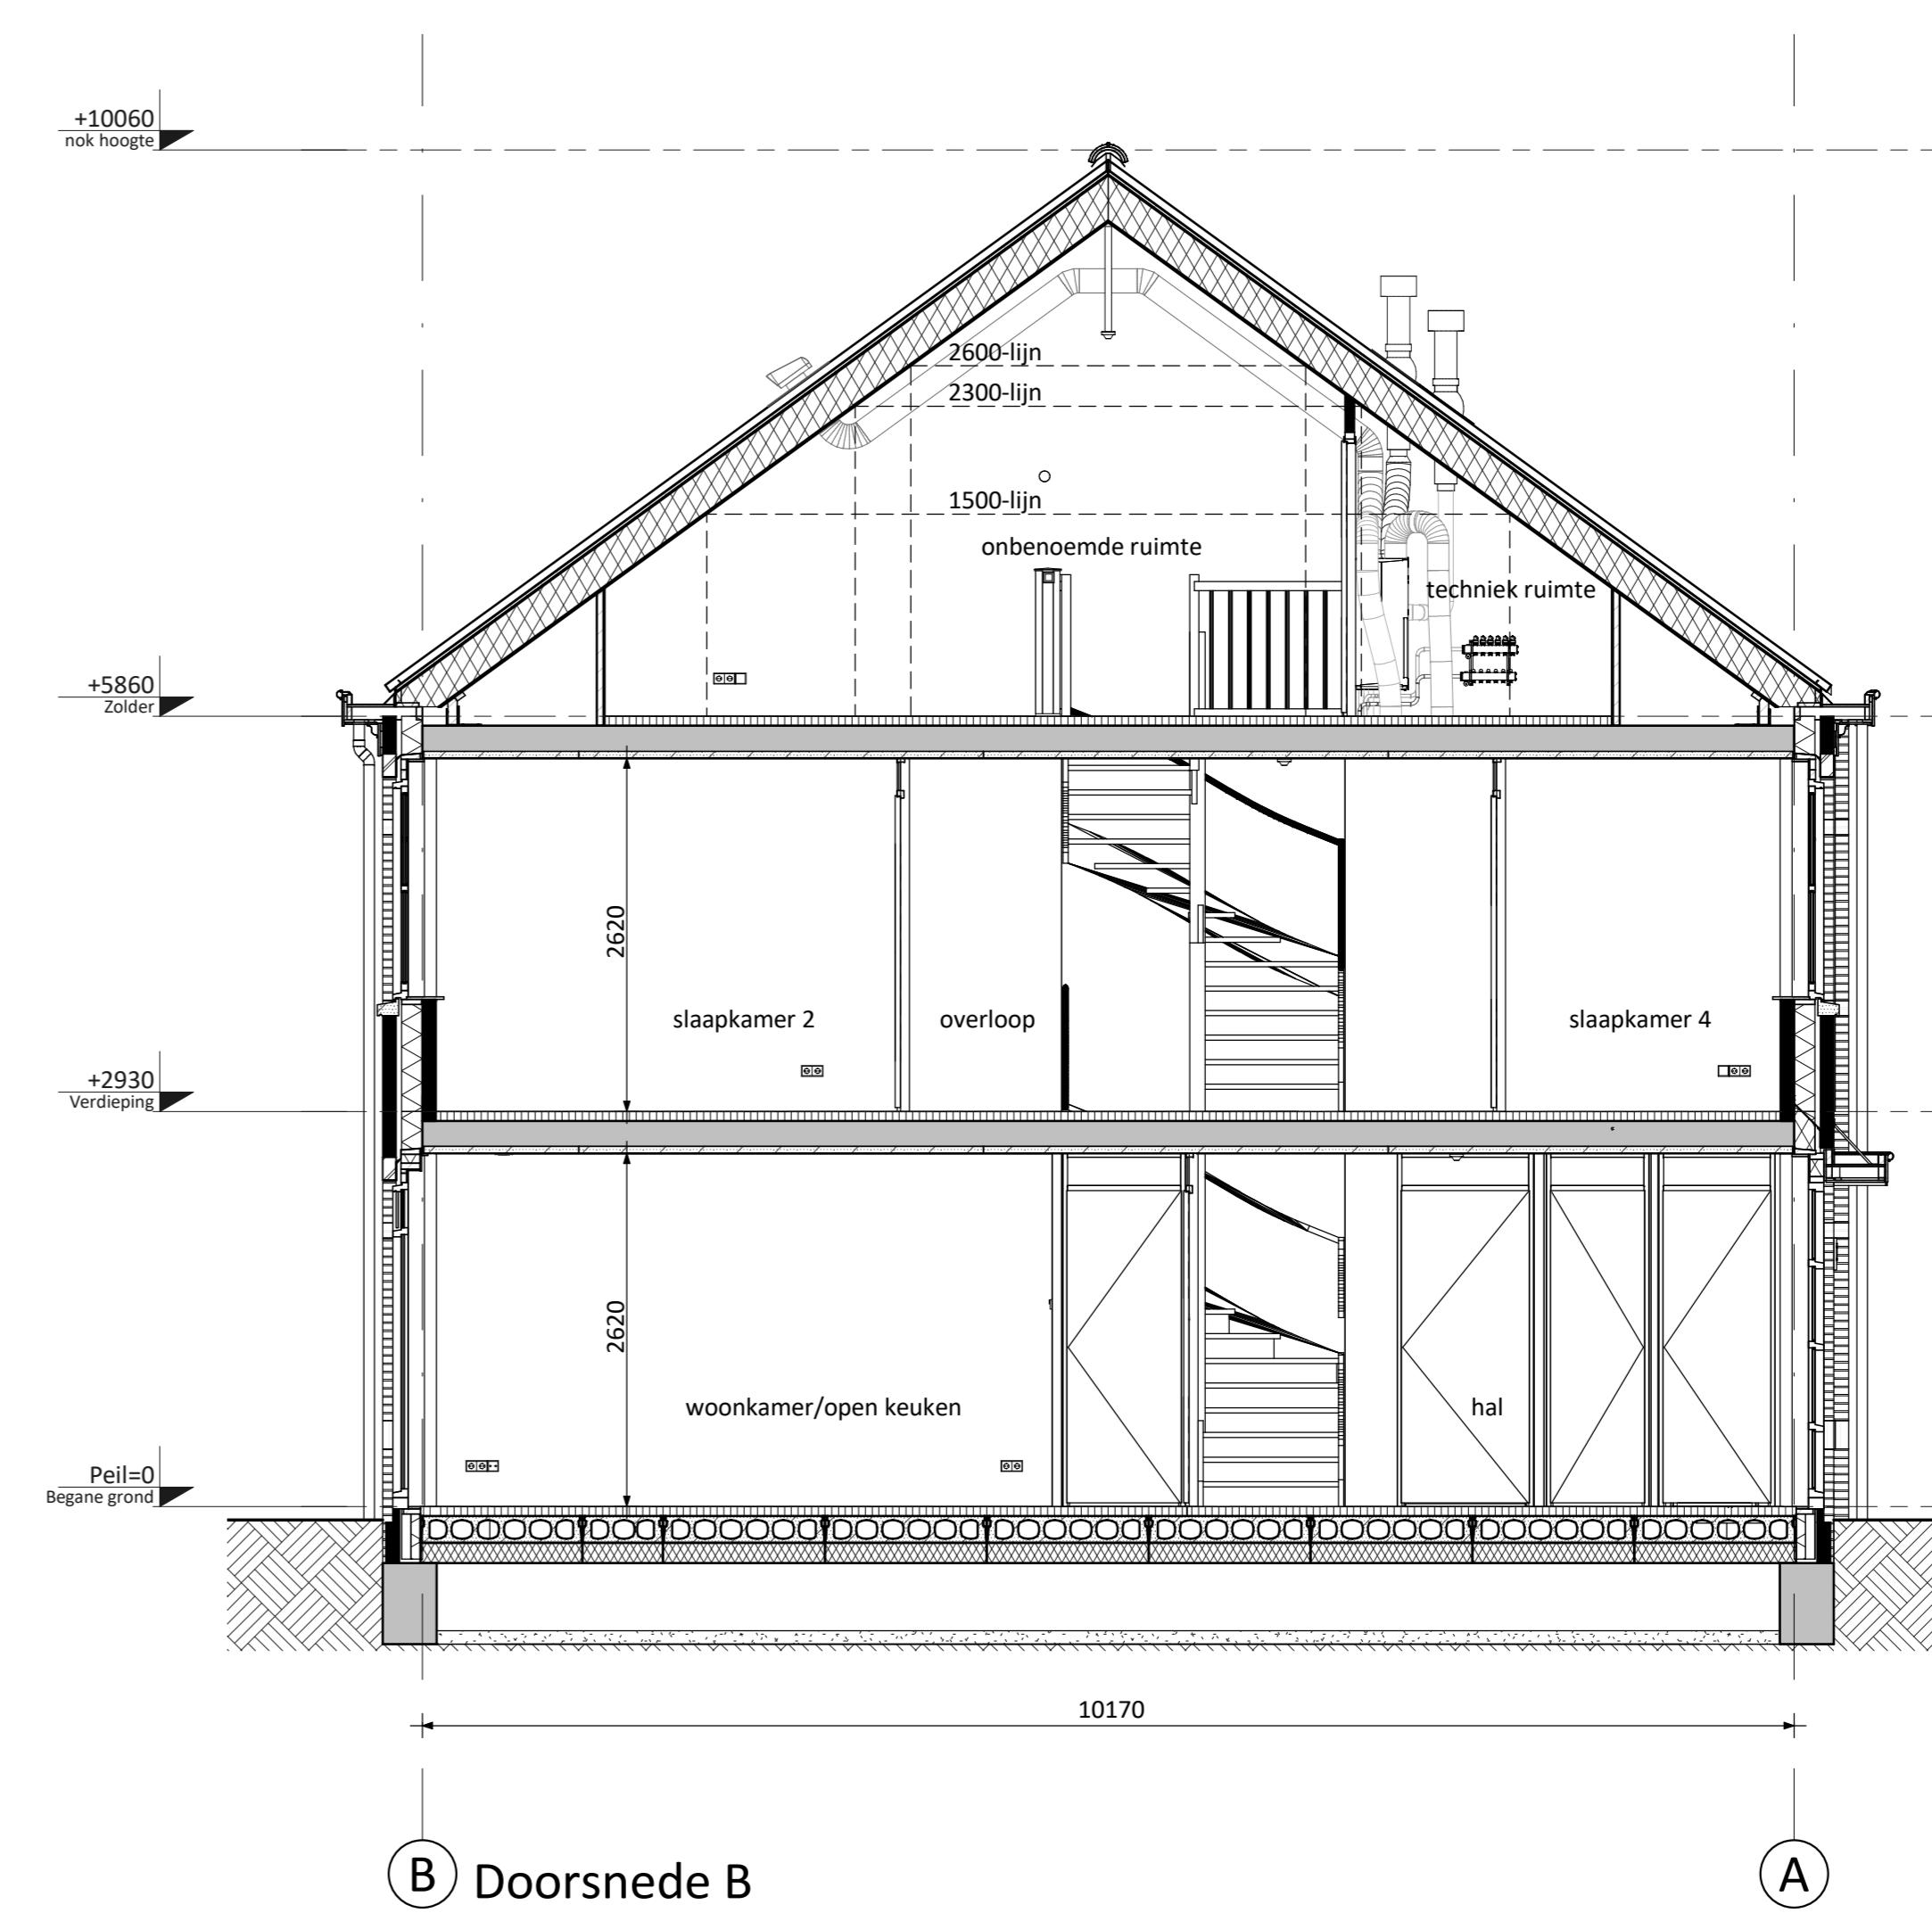 +10060
nok hoogte
2600-lijn
2300-lijn
1500-lijn
onbenoemde ruimte
techniek ruimte
+5860
Zolder
2620
slaapkamer 2
overloop
slaapkamer 4
+2930
Verdieping
2620
woonkamer/open keuken
hal
Peil=0
Begane grond
10170
B
Doorsnede B
A